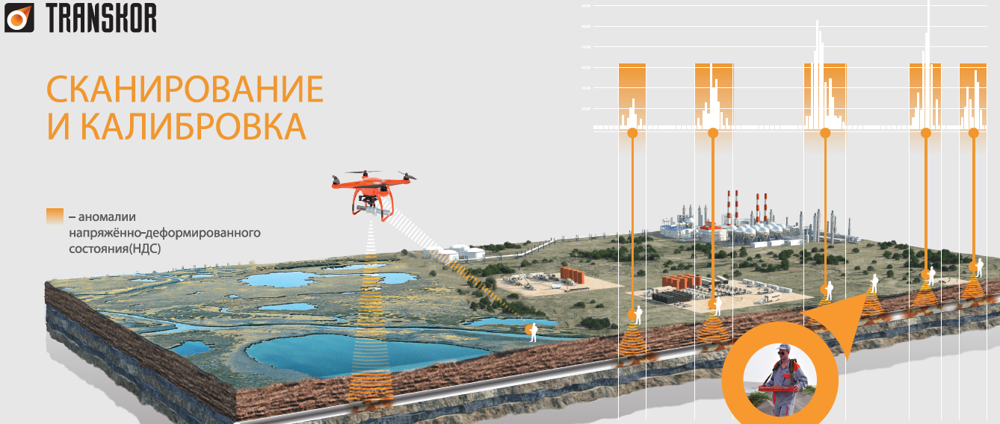 TRANSKOR
СКАНИРОВАНИЕ
И КАЛИБРОВКА
– аномалии
напряжённо-деформированного
состояния(НДС)